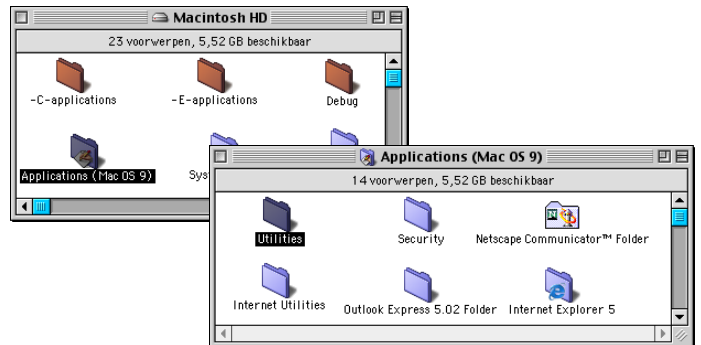 Macintosh HD
23 voorwerpen, 5,52 GB beschikbaar
-C-applications
-E-applications
Debug
Applications (Mac OS 9)
Sys
Applications (Mac OS 9)
14 voorwerpen, 5,52 GB beschikbaar
Utilities
Security
Netscape Communicator™ Folder
Internet Utilities
Outlook Express 5.02 Folder
Internet Explorer 5